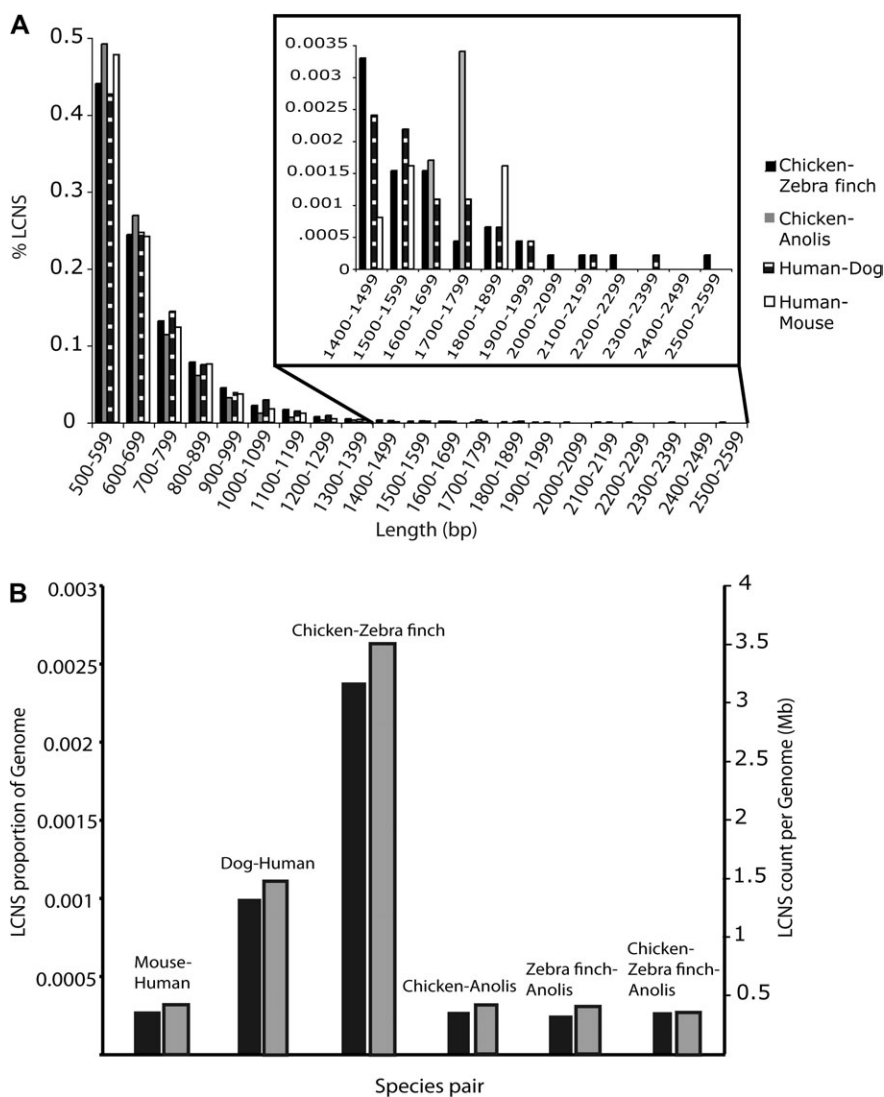 A
0.5
0.4
0.3
0.2
0.1
0
% LCNS
500-599
600-699
700-799
800-899
900-999
1000-1099
1100-1199
1200-1299
1300-1399
1400-1499
1500-1599
1600-1699
1700-1799
1800-1899
1900-1999
2000-2099
2100-2199
2200-2299
2300-2399
2400-2499
2500-2599
Length (bp)
0.0035
0.003
0.0025
0.002
0.0015
0.001
.0005
0
1400-1499
1500-1599
1600-1699
1700-1799
1800-1899
1900-1999
2000-2099
2100-2199
2200-2299
2300-2399
2400-2499
2500-2599
Chicken-
Zebra finch
Chicken-
Anolis
Human-Dog
Human-
Mouse
B
0.003
0.0025
0.002
0.0015
0.001
0.0005
LCNS proportion of Genome
Mouse-
Human
Dog-Human
Chicken-Zebra finch
Chicken-Anolis
Zebra finch-
Anolis
Chicken-
Zebra finch-
Anolis
4
3.5
3
2.5
2
1.5
1
0.5
LCNS count per Genome (Mb)
Species pair